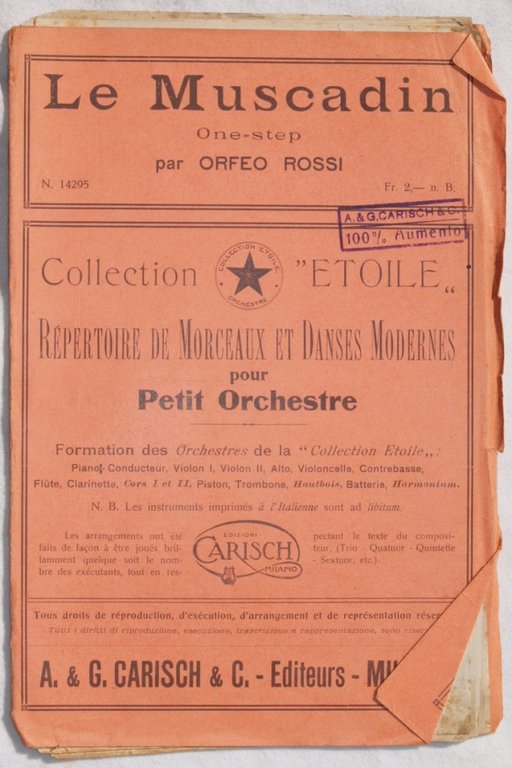 Le Muscadin
One-step
par ORFEO ROSSI
N. 14295
Fr. 2,— n. B.
A. & G. CARISCH & C.
100% Aumento
COLLECTION ETOILE
ORCHESTRE
Collection "ETOILE„
RÉPERTOIRE DE MORCEAUX ET DANSES MODERNES
pour
Petit Orchestre
Formation des Orchestres de la "Collection Etoile„:
Piano-Conducteur, Violon I, Violon II, Alto, Violoncelle, Contrebasse,
Flûte, Clarinette, Cors I et II, Piston, Trombone, Hautbois, Batterie, Harmonium.
N. B. Les instruments imprimés à l'Italienne sont ad libitum.
Les arrangements ont été
faits de façon à être joués bril-
lamment quelque soit le nom-
bre des exécutants, tout en res-
EDIZIONI
CARISCH
MILANO
pectant le texte du composi-
teur. (Trio - Quatuor - Quintette
- Sextuor, etc.)
Tous droits de réproduction, d'exécution, d'arrangement et de représentation
Tutti i diritti di riproduzione, esecuzione, trascrizione e rappresentazione, sono
A. & G. CARISCH & C. - Editeurs -